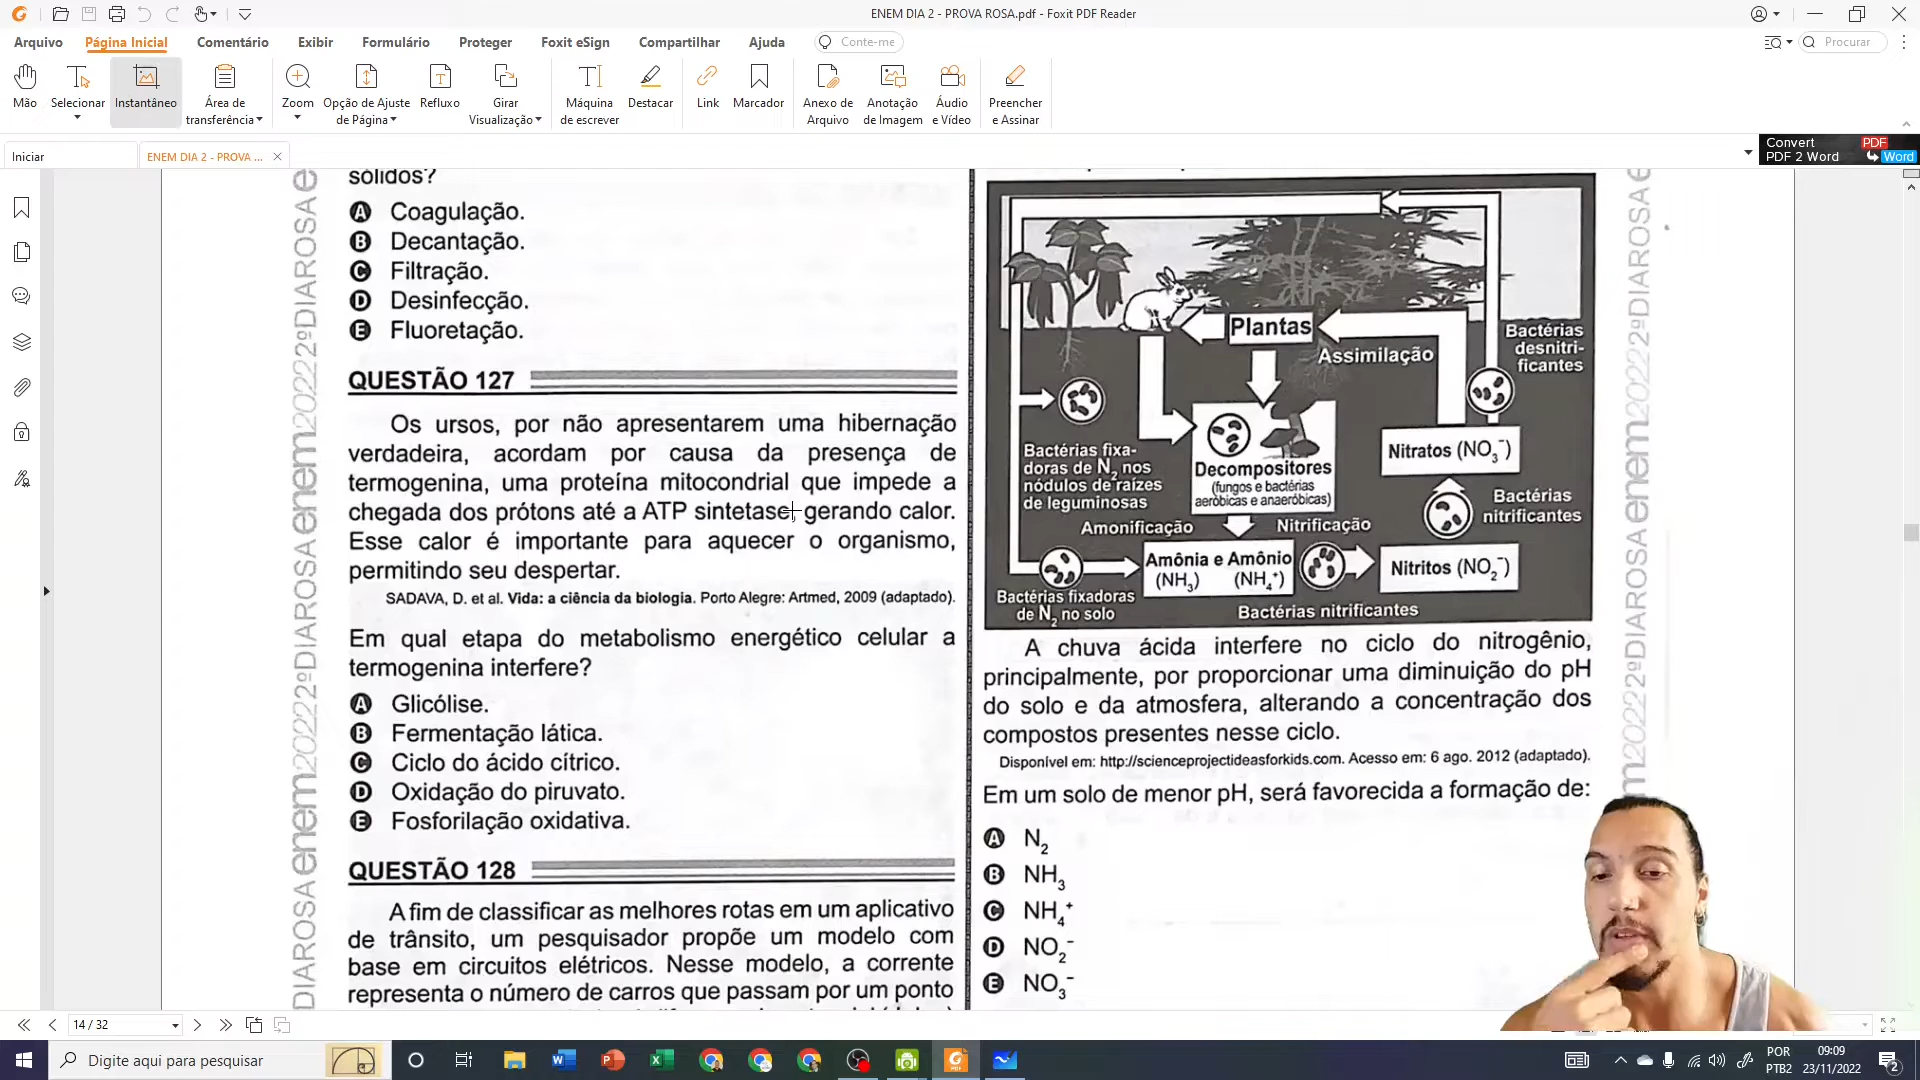 ENEM DIA 2 - PROVA ROSA.pdf - Foxit PDF Reader
Arquivo Página Inicial Comentário Exibir Formulário Proteger Foxit eSign Compartilhar Ajuda Conte-me Procurar
Mão Selecionar Instantâneo Área de transferência Zoom Opção de Ajuste de Página Refluxo Girar Visualização Máquina de escrever Destacar Link Marcador Anexo de Arquivo Anotação de Imagem Áudio e Vídeo Preencher e Assinar
Iniciar ENEM DIA 2 - PROVA ...
Convert PDF
PDF 2 Word Word
sólidos?
A Coagulação.
B Decantação.
C Filtração.
D Desinfecção.
E Fluoretação.
QUESTÃO 127
Os ursos, por não apresentarem uma hibernação
verdadeira, acordam por causa da presença de
termogenina, uma proteína mitocondrial que impede a
chegada dos prótons até a ATP sintetase, gerando calor.
Esse calor é importante para aquecer o organismo,
permitindo seu despertar.
SADAVA, D. et al. Vida: a ciência da biologia. Porto Alegre: Artmed, 2009 (adaptado).
Em qual etapa do metabolismo energético celular a
termogenina interfere?
A Glicólise.
B Fermentação lática.
C Ciclo do ácido cítrico.
D Oxidação do piruvato.
E Fosforilação oxidativa.
QUESTÃO 128
A fim de classificar as melhores rotas em um aplicativo
de trânsito, um pesquisador propõe um modelo com
base em circuitos elétricos. Nesse modelo, a corrente
representa o número de carros que passam por um ponto
Plantas
Assimilação
Bactérias
desnitri-
ficantes
Bactérias fixa-
doras de N2 nos
nódulos de raízes
de leguminosas
Decompositores
(fungos e bactérias
aeróbicas e anaeróbicas)
Nitratos (NO3-)
Bactérias
nitrificantes
Amonificação
Nitrificação
Amônia e Amônio
(NH3) (NH4+)
Nitritos (NO2-)
Bactérias fixadoras
de N2 no solo
Bactérias nitrificantes
A chuva ácida interfere no ciclo do nitrogênio,
principalmente, por proporcionar uma diminuição do pH
do solo e da atmosfera, alterando a concentração dos
compostos presentes nesse ciclo.
Disponível em: http://scienceprojectideasforkids.com. Acesso em: 6 ago. 2012 (adaptado).
Em um solo de menor pH, será favorecida a formação de:
A N2
B NH3
C NH4+
D NO2-
E NO3-
enem2022 2º DIA ROSA
14 / 32
Digite aqui para pesquisar
POR
PTB2
09:09
23/11/2022
2